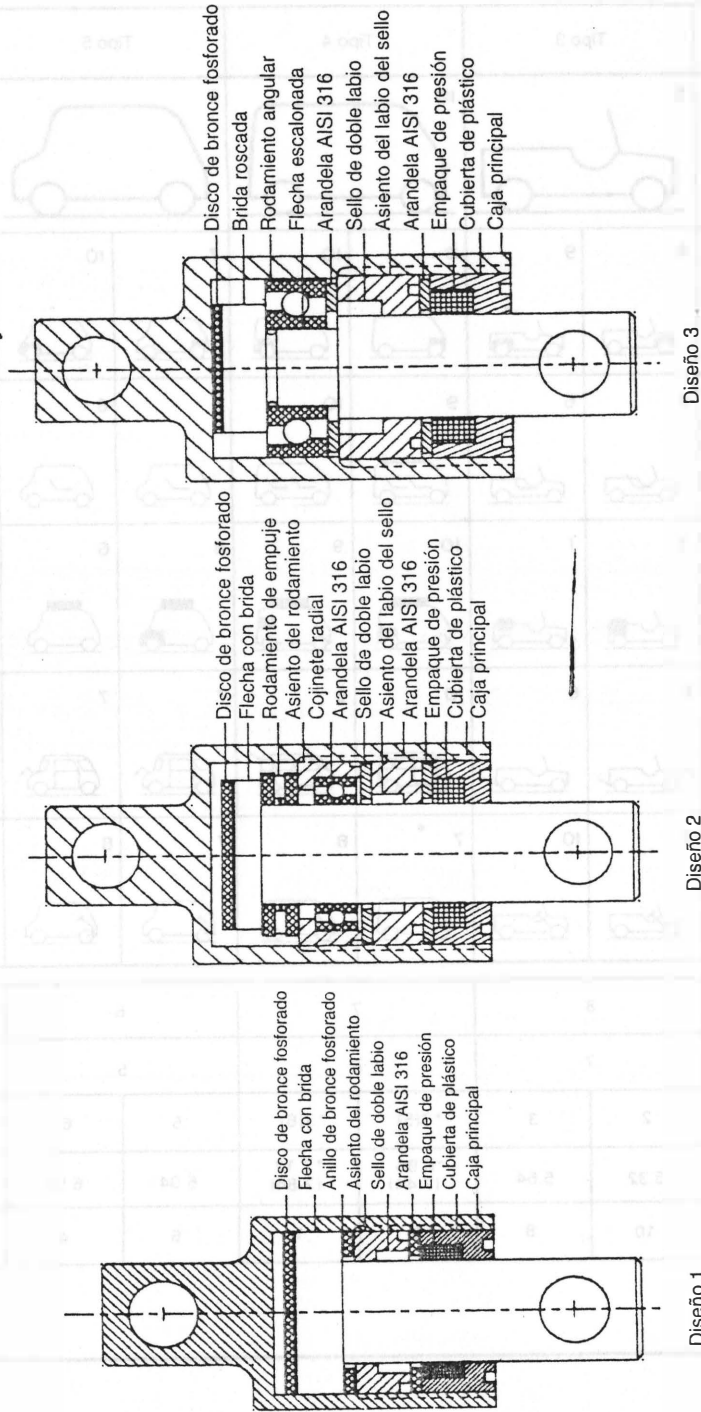 Disco de bronce fosforado
Flecha con brida
Anillo de bronce fosforado
Asiento del rodamiento
Sello de doble labio
Arandela AISI 316
Empaque de presión
Cubierta de plástico
Caja principal
Diseño 1
Disco de bronce fosforado
Flecha con brida
Rodamiento de empuje
Asiento del rodamiento
Cojinete radial
Arandela AISI 316
Sello de doble labio
Asiento del labio del sello
Arandela AISI 316
Empaque de presión
Cubierta de plástico
Caja principal
Diseño 2
Disco de bronce fosforado
Brida roscada
Rodamiento angular
Flecha escalonada
Arandela AISI 316
Sello de doble labio
Asiento del labio del sello
Arandela AISI 316
Empaque de presión
Cubierta de plástico
Caja principal
Diseño 3